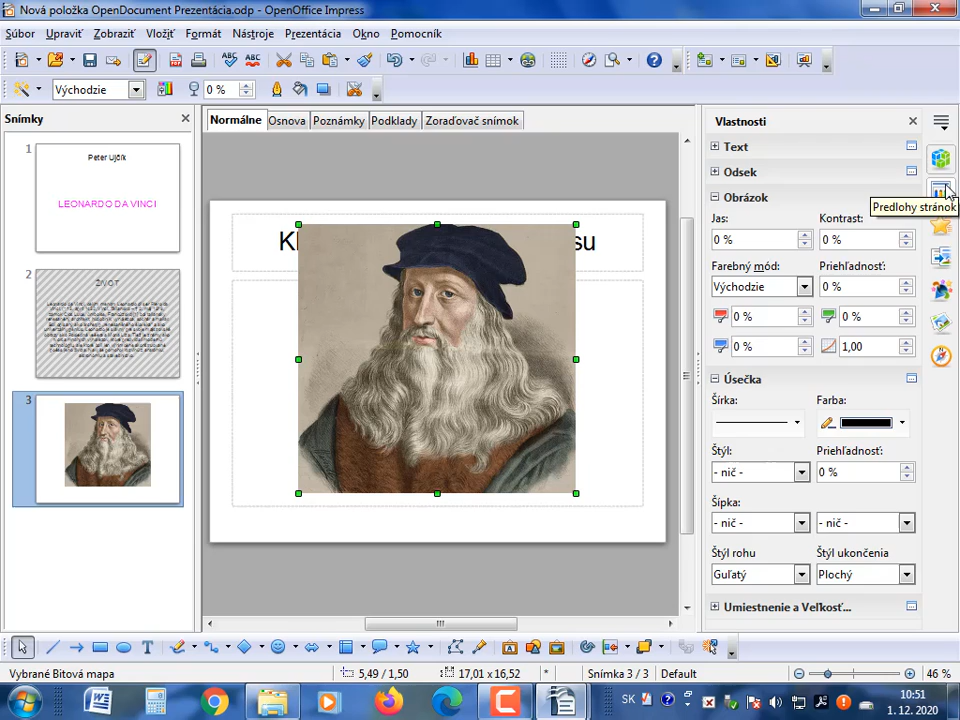 Nová položka OpenDocument Prezentácia.odp - OpenOffice Impress
Súbor Upraviť Zobraziť Vložiť Formát Nástroje Prezentácia Okno Pomocník
Východzie 0 %
Snímky
Normálne Osnova Poznámky Podklady Zoraďovač snímok
1
Peter Ujčík
LEONARDO DA VINCI
2
ŽIVOT
3
Vlastnosti
Text
Odsek
Obrázok
Predlohy stránok
Jas: Kontrast:
0 % 0 %
Farebný mód: Priehľadnosť:
Východzie 0 %
0 % 0 %
0 % 1,00
Úsečka
Šírka: Farba:
Štýl: Priehľadnosť:
- nič - 0 %
Šípka:
- nič - - nič -
Štýl rohu Štýl ukončenia
Guľatý Plochý
Umiestnenie a Veľkosť...
Vybrané Bitová mapa 5,49 / 1,50 17,01 x 16,52 * Snímka 3 / 3 Default 46 %
SK 10:51
1. 12. 2020